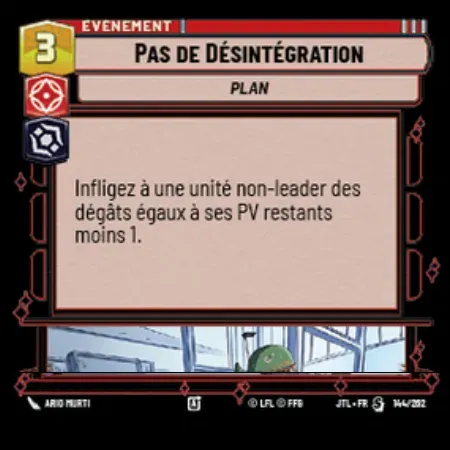 EVENEMENT
3
PAS DE DÉSINTÉGRATION
PLAN
Infligez à une unité non-leader des
dégâts égaux à ses PV restants
moins 1.
ARIO MURTI
© LFL © FFG
JTL • FR
144/262